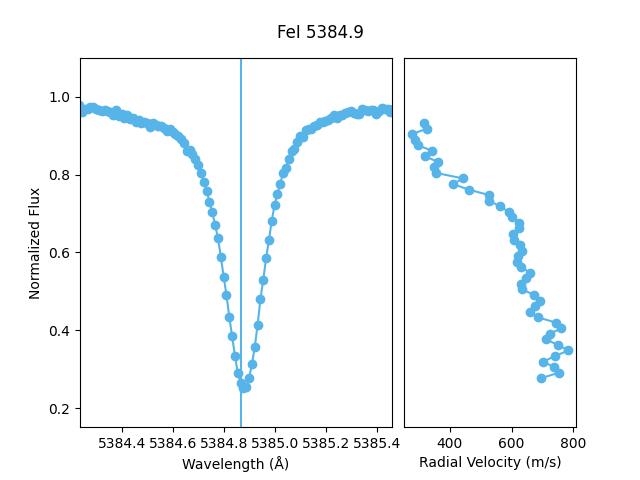 FeI 5384.9
Normalized Flux
1.0
0.8
0.6
0.4
0.2
5384.4 5384.6 5384.8 5385.0 5385.2 5385.4
Wavelength (Å)
400 600 800
Radial Velocity (m/s)